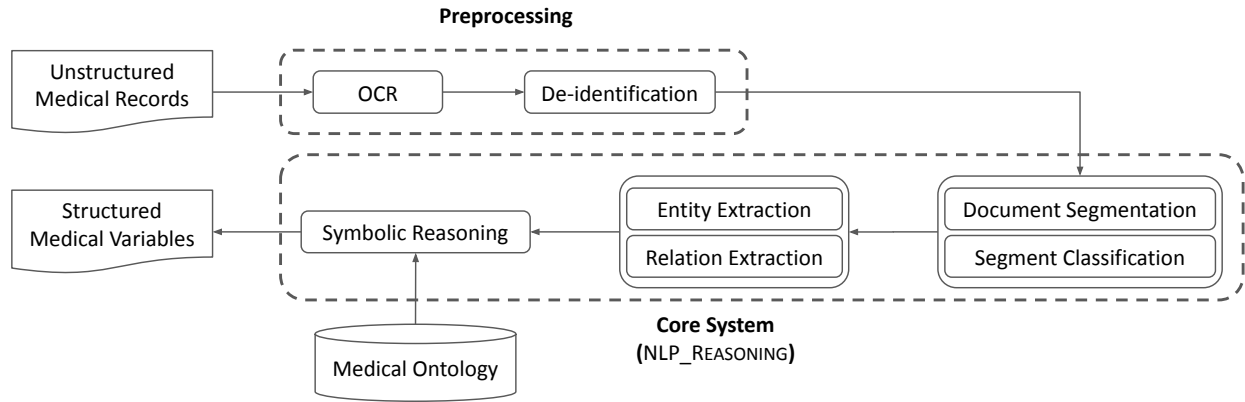 Preprocessing
Unstructured
Medical Records
OCR
De-identification
Structured
Medical Variables
Symbolic Reasoning
Entity Extraction
Relation Extraction
Document Segmentation
Segment Classification
Core System
(NLP_REASONING)
Medical Ontology